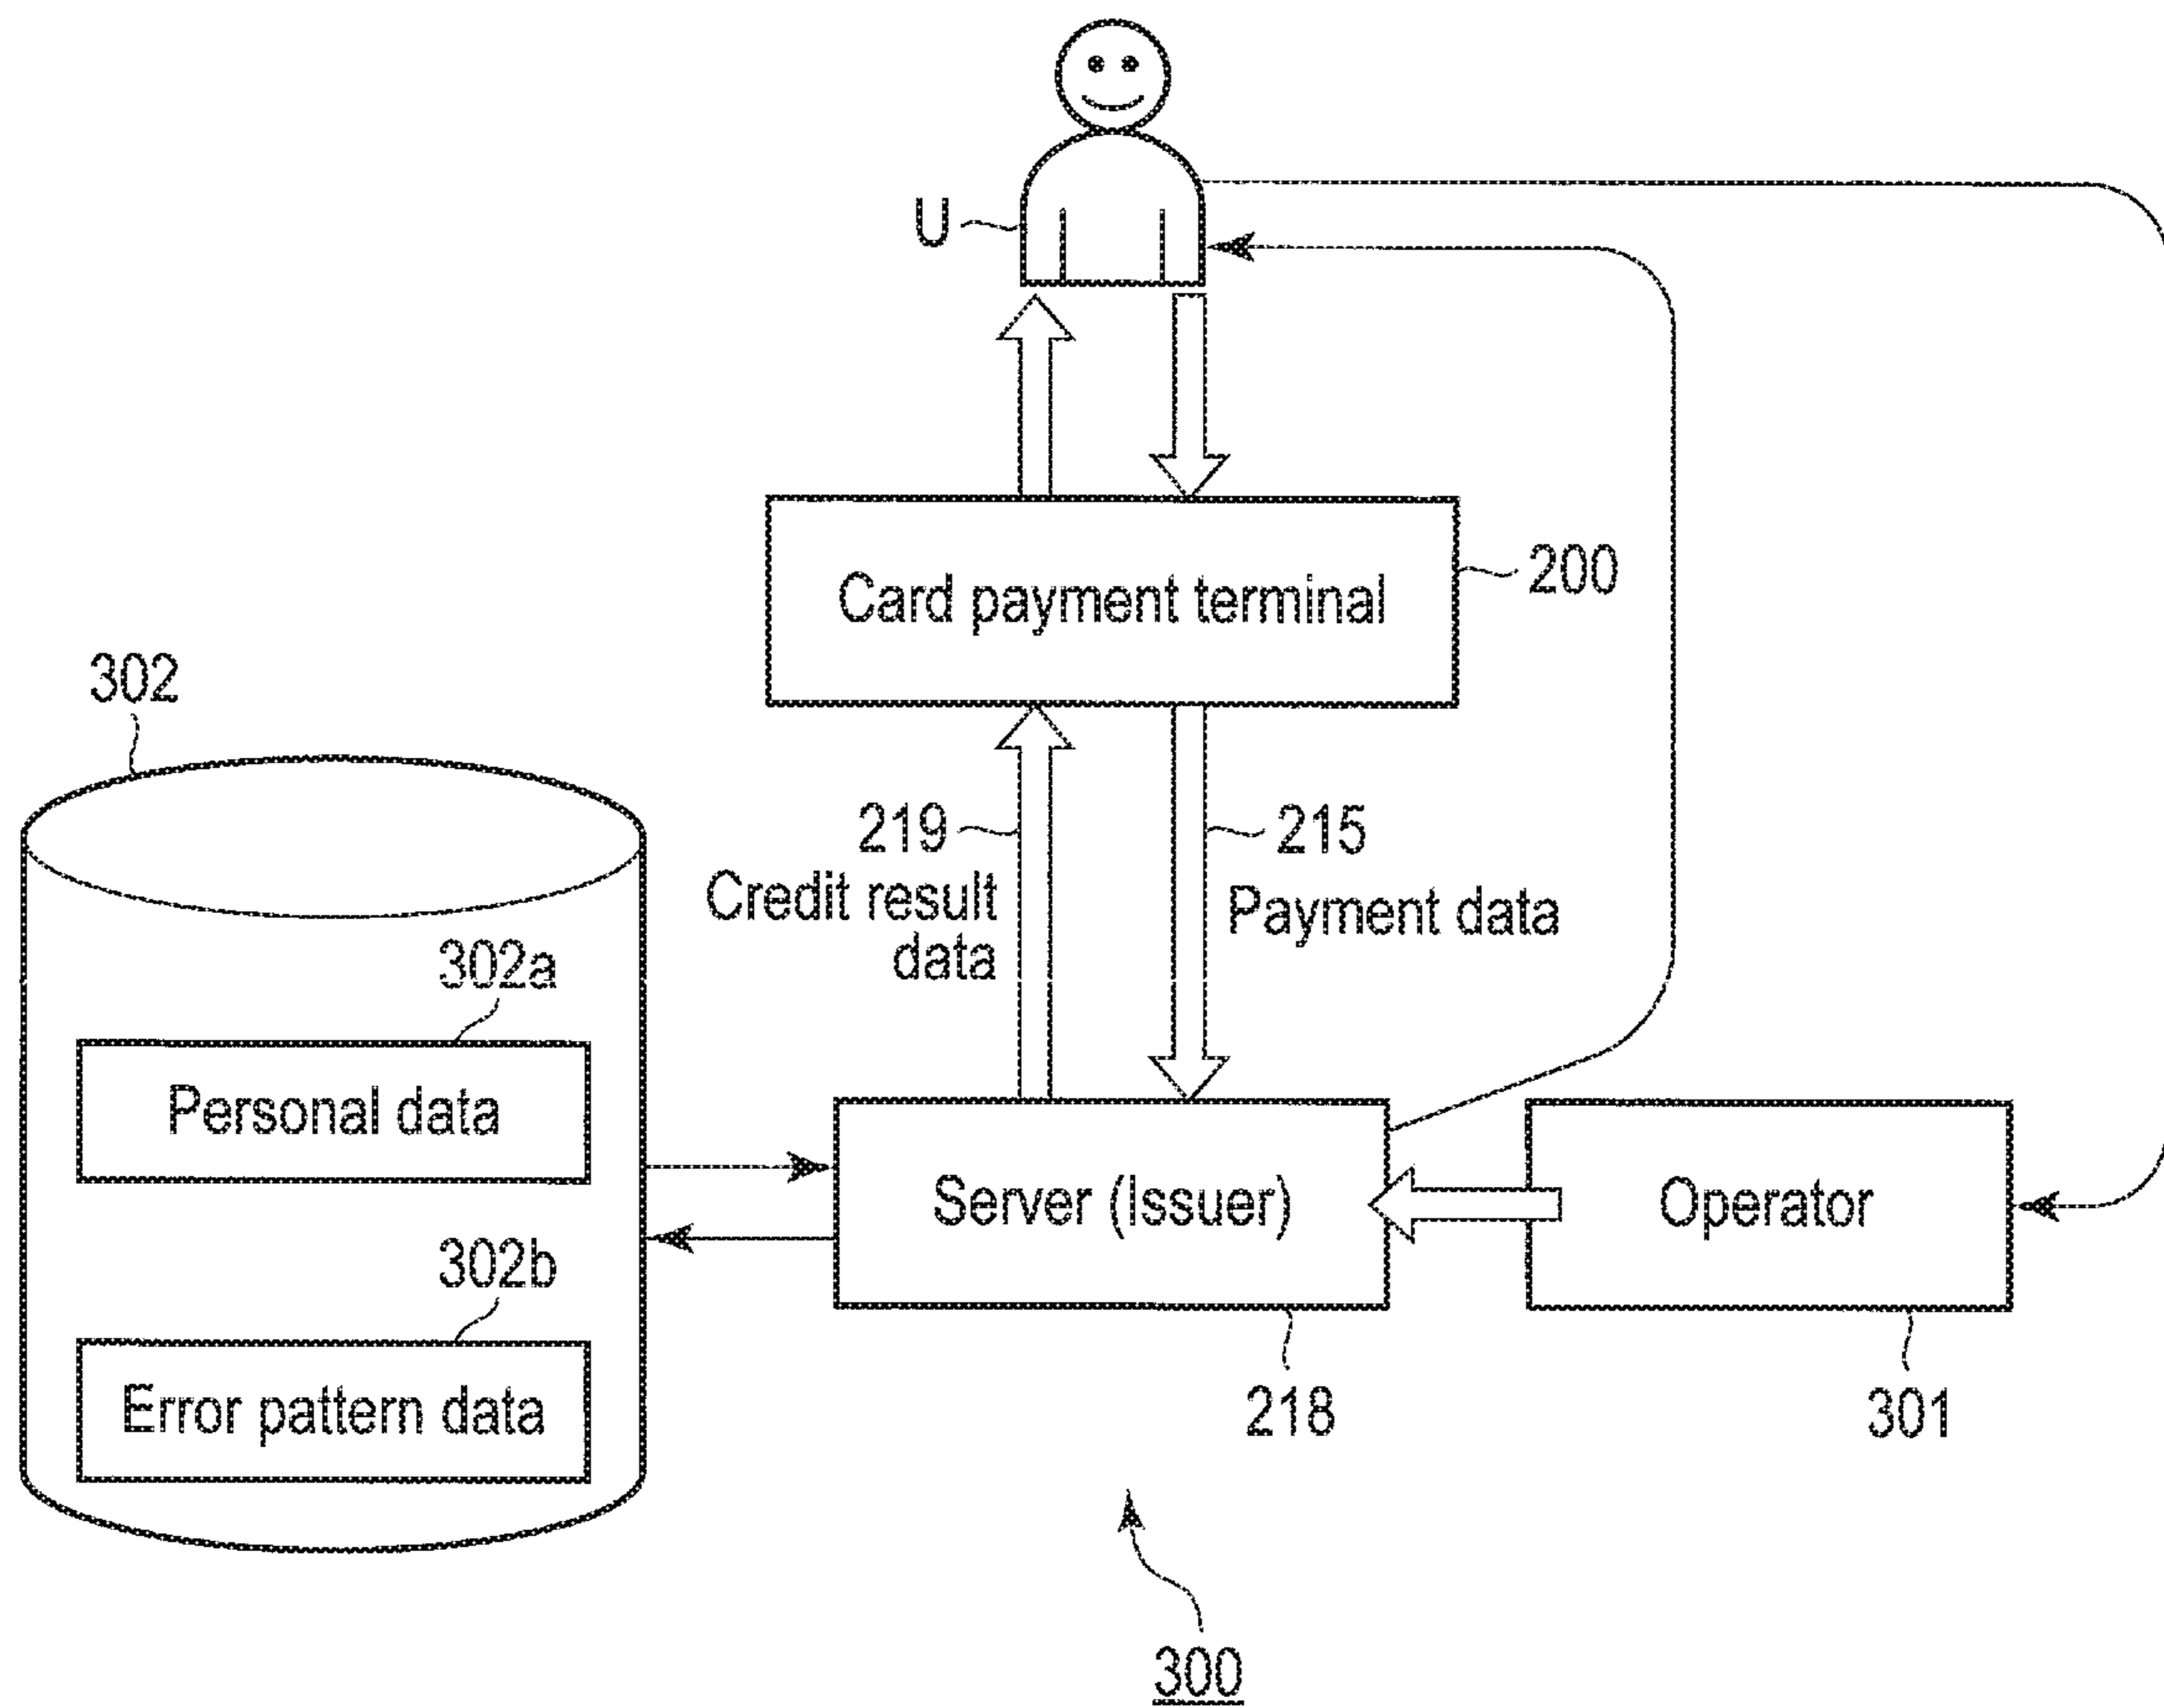 U
200
Card payment terminal
302
219
Credit result
data
215
Payment data
302a
Personal data
Server (Issuer)
Operator
302b
Error pattern data
218
301
300